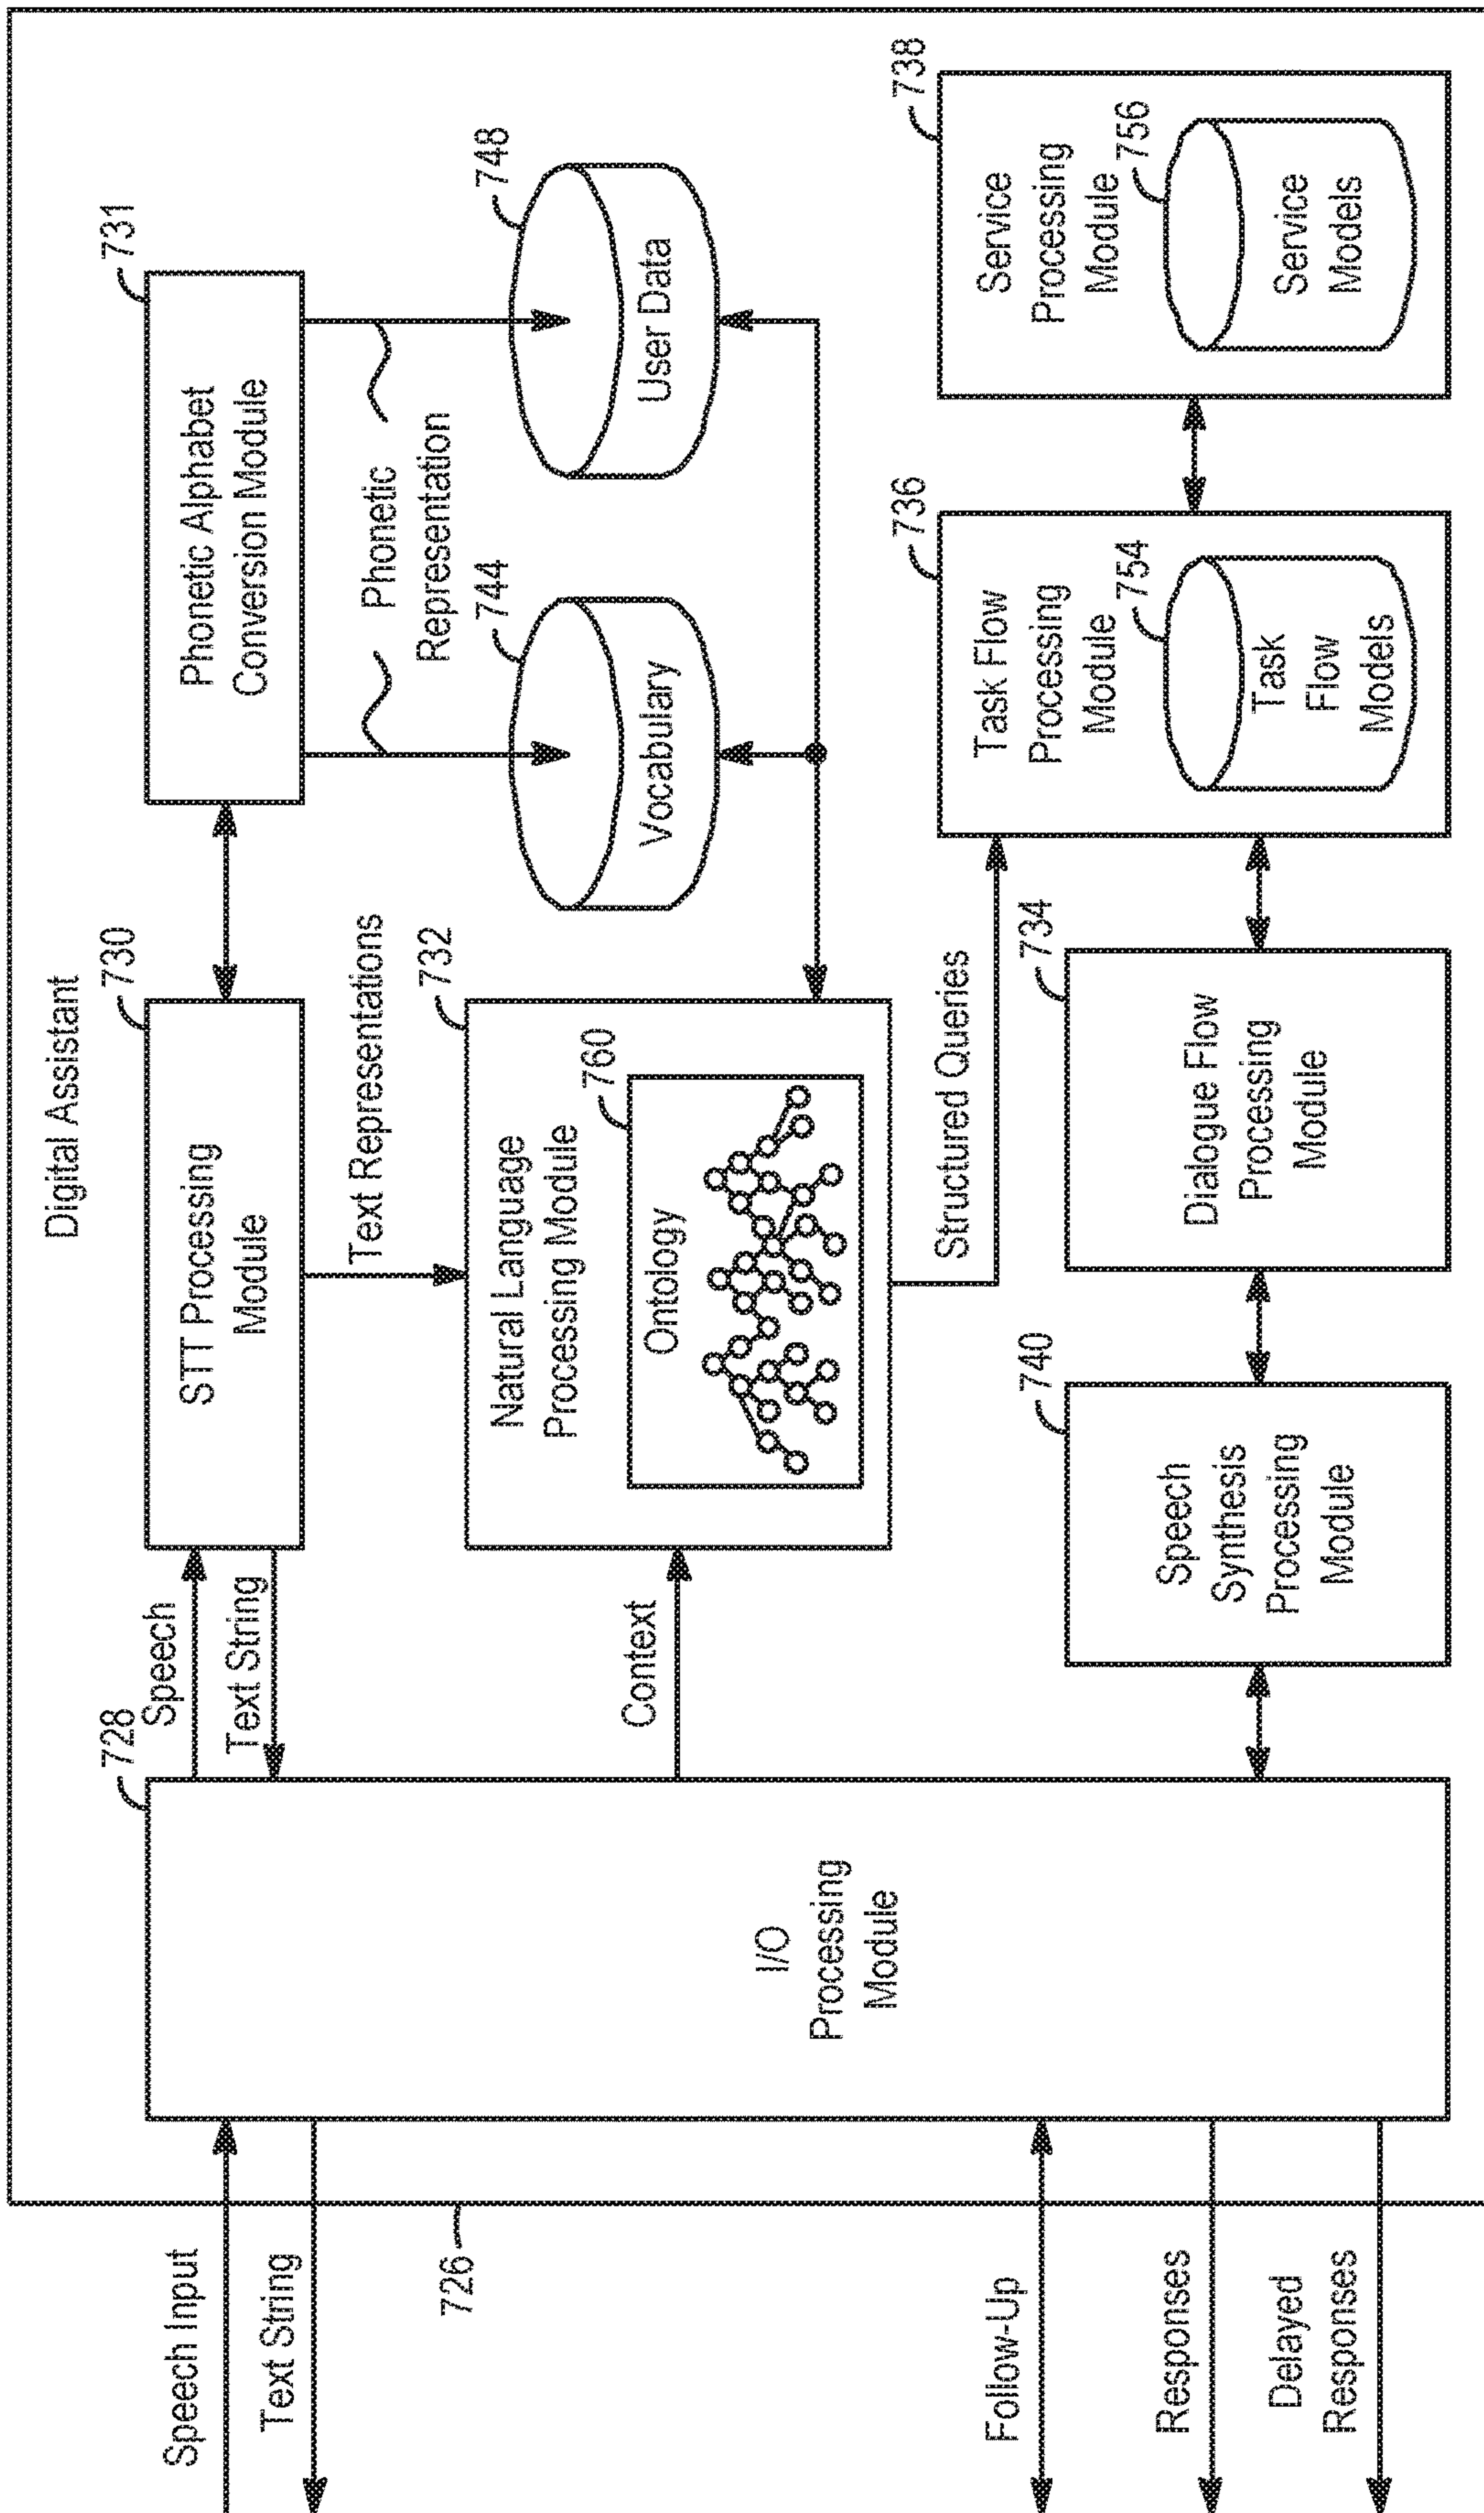 Digital Assistant
Speech Input
Text String
726
728
Speech
Text String
730
STT Processing
Module
731
Phonetic Alphabet
Conversion Module
Text Representations
Phonetic
Representation
732
Natural Language
Processing Module
760
Ontology
744
Vocabulary
748
User Data
Context
I/O
Processing
Module
Structured Queries
Follow-Up
Responses
Delayed
Responses
740
Speech
Synthesis
Processing
Module
734
Dialogue Flow
Processing
Module
736
Task Flow
Processing
Module
754
Task
Flow
Models
738
Service
Processing
Module
756
Service
Models